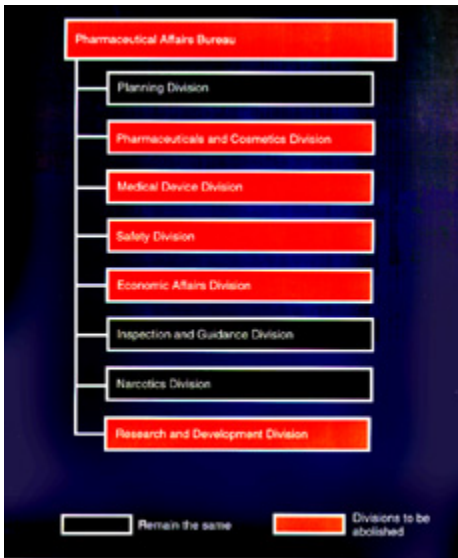 Pharmaceutical Affairs Bureau
Planning Division
Pharmaceuticals and Cosmetics Division
Medical Device Division
Safety Division
Economic Affairs Division
Inspection and Guidance Division
Narcotics Division
Research and Development Division
Remain the same
Divisions to be
abolished